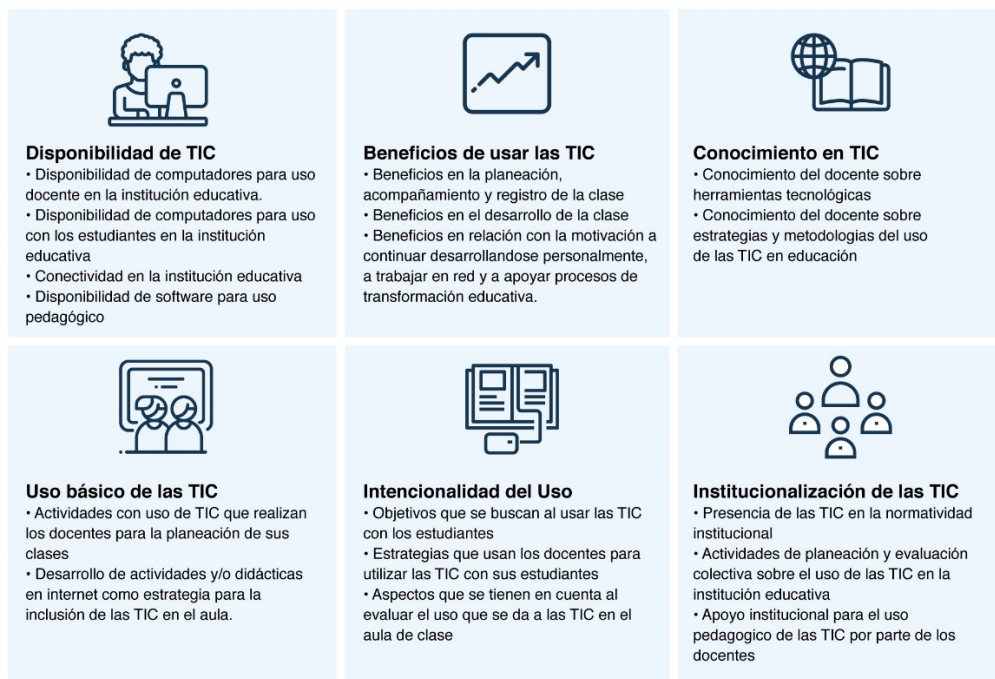 Disponibilidad de TIC
• Disponibilidad de computadores para uso
docente en la institución educativa.
• Disponibilidad de computadores para uso
con los estudiantes en la institución
educativa
• Conectividad en la institución educativa
• Disponibilidad de software para uso
pedagógico
Beneficios de usar las TIC
• Beneficios en la planeación,
acompañamiento y registro de la clase
• Beneficios en el desarrollo de la clase
• Beneficios en relación con la motivación a
continuar desarrollandose personalmente,
a trabajar en red y a apoyar procesos de
transformación educativa.
Conocimiento en TIC
• Conocimiento del docente sobre
herramientas tecnológicas
• Conocimiento del docente sobre
estrategias y metodologias del uso
de las TIC en educación
Uso básico de las TIC
• Actividades con uso de TIC que realizan
los docentes para la planeación de sus
clases
• Desarrollo de actividades y/o didácticas
en internet como estrategia para la
inclusión de las TIC en el aula.
Intencionalidad del Uso
• Objetivos que se buscan al usar las TIC
con los estudiantes
• Estrategias que usan los docentes para
utilizar las TIC con sus estudiantes
• Aspectos que se tienen en cuenta al
evaluar el uso que se da a las TIC en el
aula de clase
Institucionalización de las TIC
• Presencia de las TIC en la normatividad
institucional
• Actividades de planeación y evaluación
colectiva sobre el uso de las TIC en la
institución educativa
• Apoyo institucional para el uso
pedagogico de las TIC por parte de los
docentes